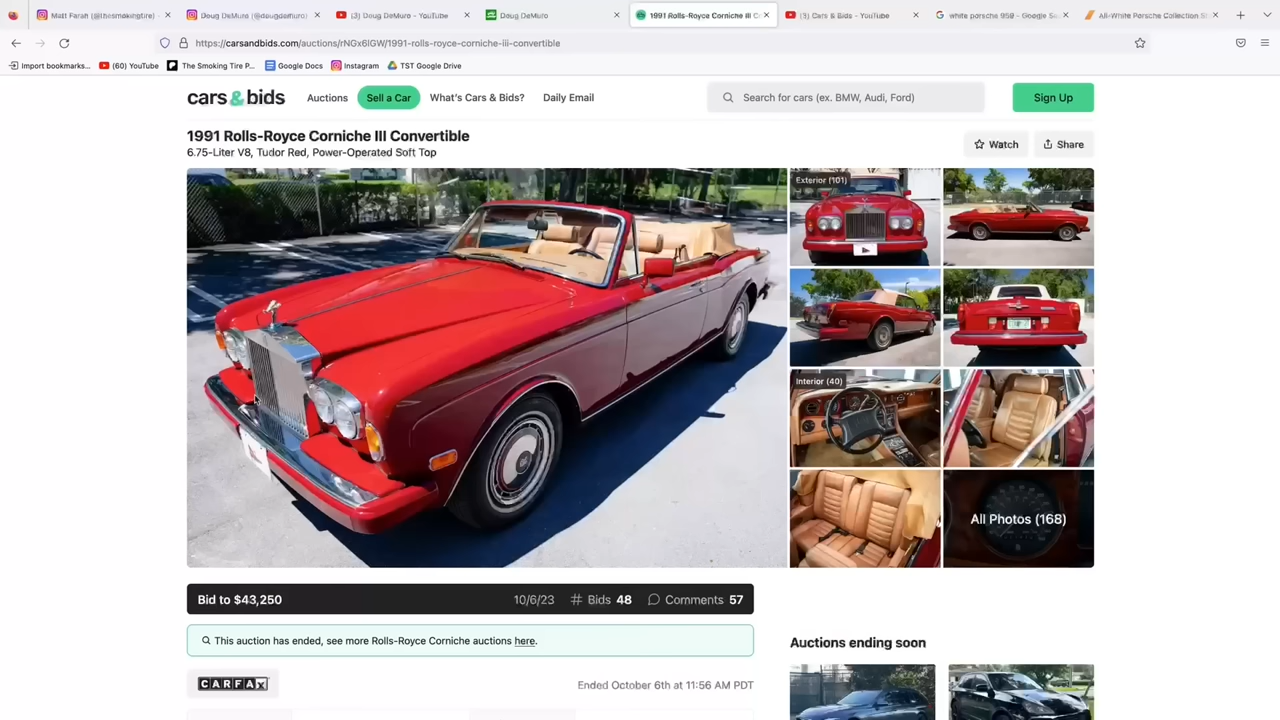 Matt Farah (@thesmokingtire)
Doug DeMuro (@dougdemuro)
(3) Doug DeMuro - YouTube
Doug DeMuro
1991 Rolls-Royce Corniche III C
(3) Cars & Bids - YouTube
white porsche 959 - Google Se
All-White Porsche Collection S
https://carsandbids.com/auctions/rNGx6lGW/1991-rolls-royce-corniche-iii-convertible
Import bookmarks...
(60) YouTube
The Smoking Tire P...
Google Docs
Instagram
TST Google Drive
cars & bids
Auctions
Sell a Car
What's Cars & Bids?
Daily Email
Search for cars (ex. BMW, Audi, Ford)
Sign Up
1991 Rolls-Royce Corniche III Convertible
6.75-Liter V8, Tudor Red, Power-Operated Soft Top
Watch
Share
Exterior (101)
Interior (40)
All Photos (168)
Bid to $43,250
10/6/23
# Bids 48
Comments 57
This auction has ended, see more Rolls-Royce Corniche auctions here.
Auctions ending soon
CARFAX
Ended October 6th at 11:56 AM PDT